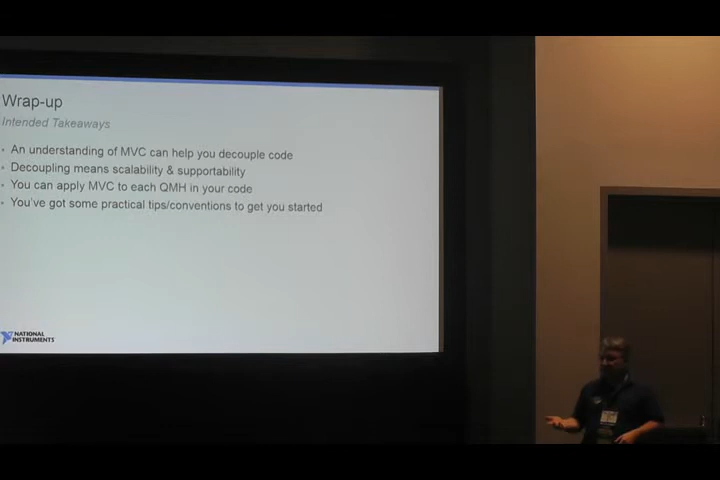 Wrap-up
Intended Takeaways
An understanding of MVC can help you decouple code
Decoupling means scalability & supportability
You can apply MVC to each QMH in your code
You've got some practical tips/conventions to get you started
NATIONAL
INSTRUMENTS